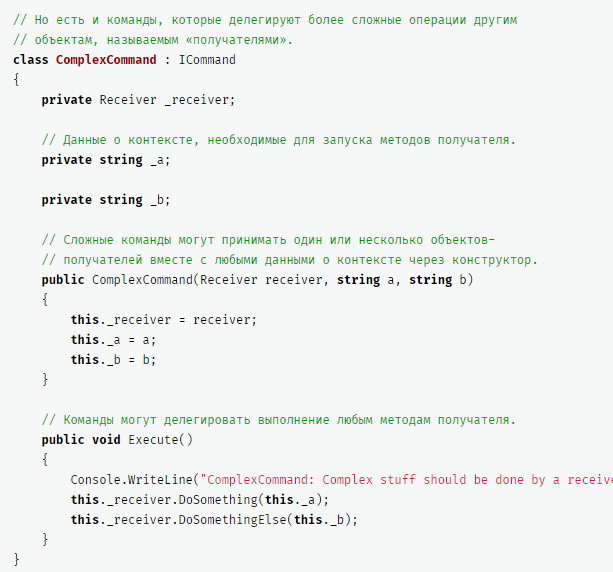 // Но есть и команды, которые делегируют более сложные операции другим
// объектам, называемым «получателями».
class ComplexCommand : ICommand
{
    private Receiver _receiver;

    // Данные о контексте, необходимые для запуска методов получателя.
    private string _a;

    private string _b;

    // Сложные команды могут принимать один или несколько объектов-
    // получателей вместе с любыми данными о контексте через конструктор.
    public ComplexCommand(Receiver receiver, string a, string b)
    {
        this._receiver = receiver;
        this._a = a;
        this._b = b;
    }

    // Команды могут делегировать выполнение любым методам получателя.
    public void Execute()
    {
        Console.WriteLine("ComplexCommand: Complex stuff should be done by a
        this._receiver.DoSomething(this._a);
        this._receiver.DoSomethingElse(this._b);
    }
}